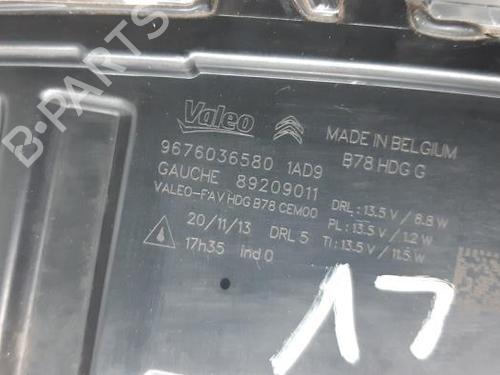 B-PARTS
Valeo
MADE IN BELGIUM
9676036580 1AD9 B78 HDG G
GAUCHE 89209011
VALEO-PAV HDG B78 CEM00
DRL : 13.5 V / 8.8 W
20/11/13 DRL 5 PL : 13.5 V / 1.2 W
17h35 Ind 0 TI : 13.5 V / 11.5 W
17